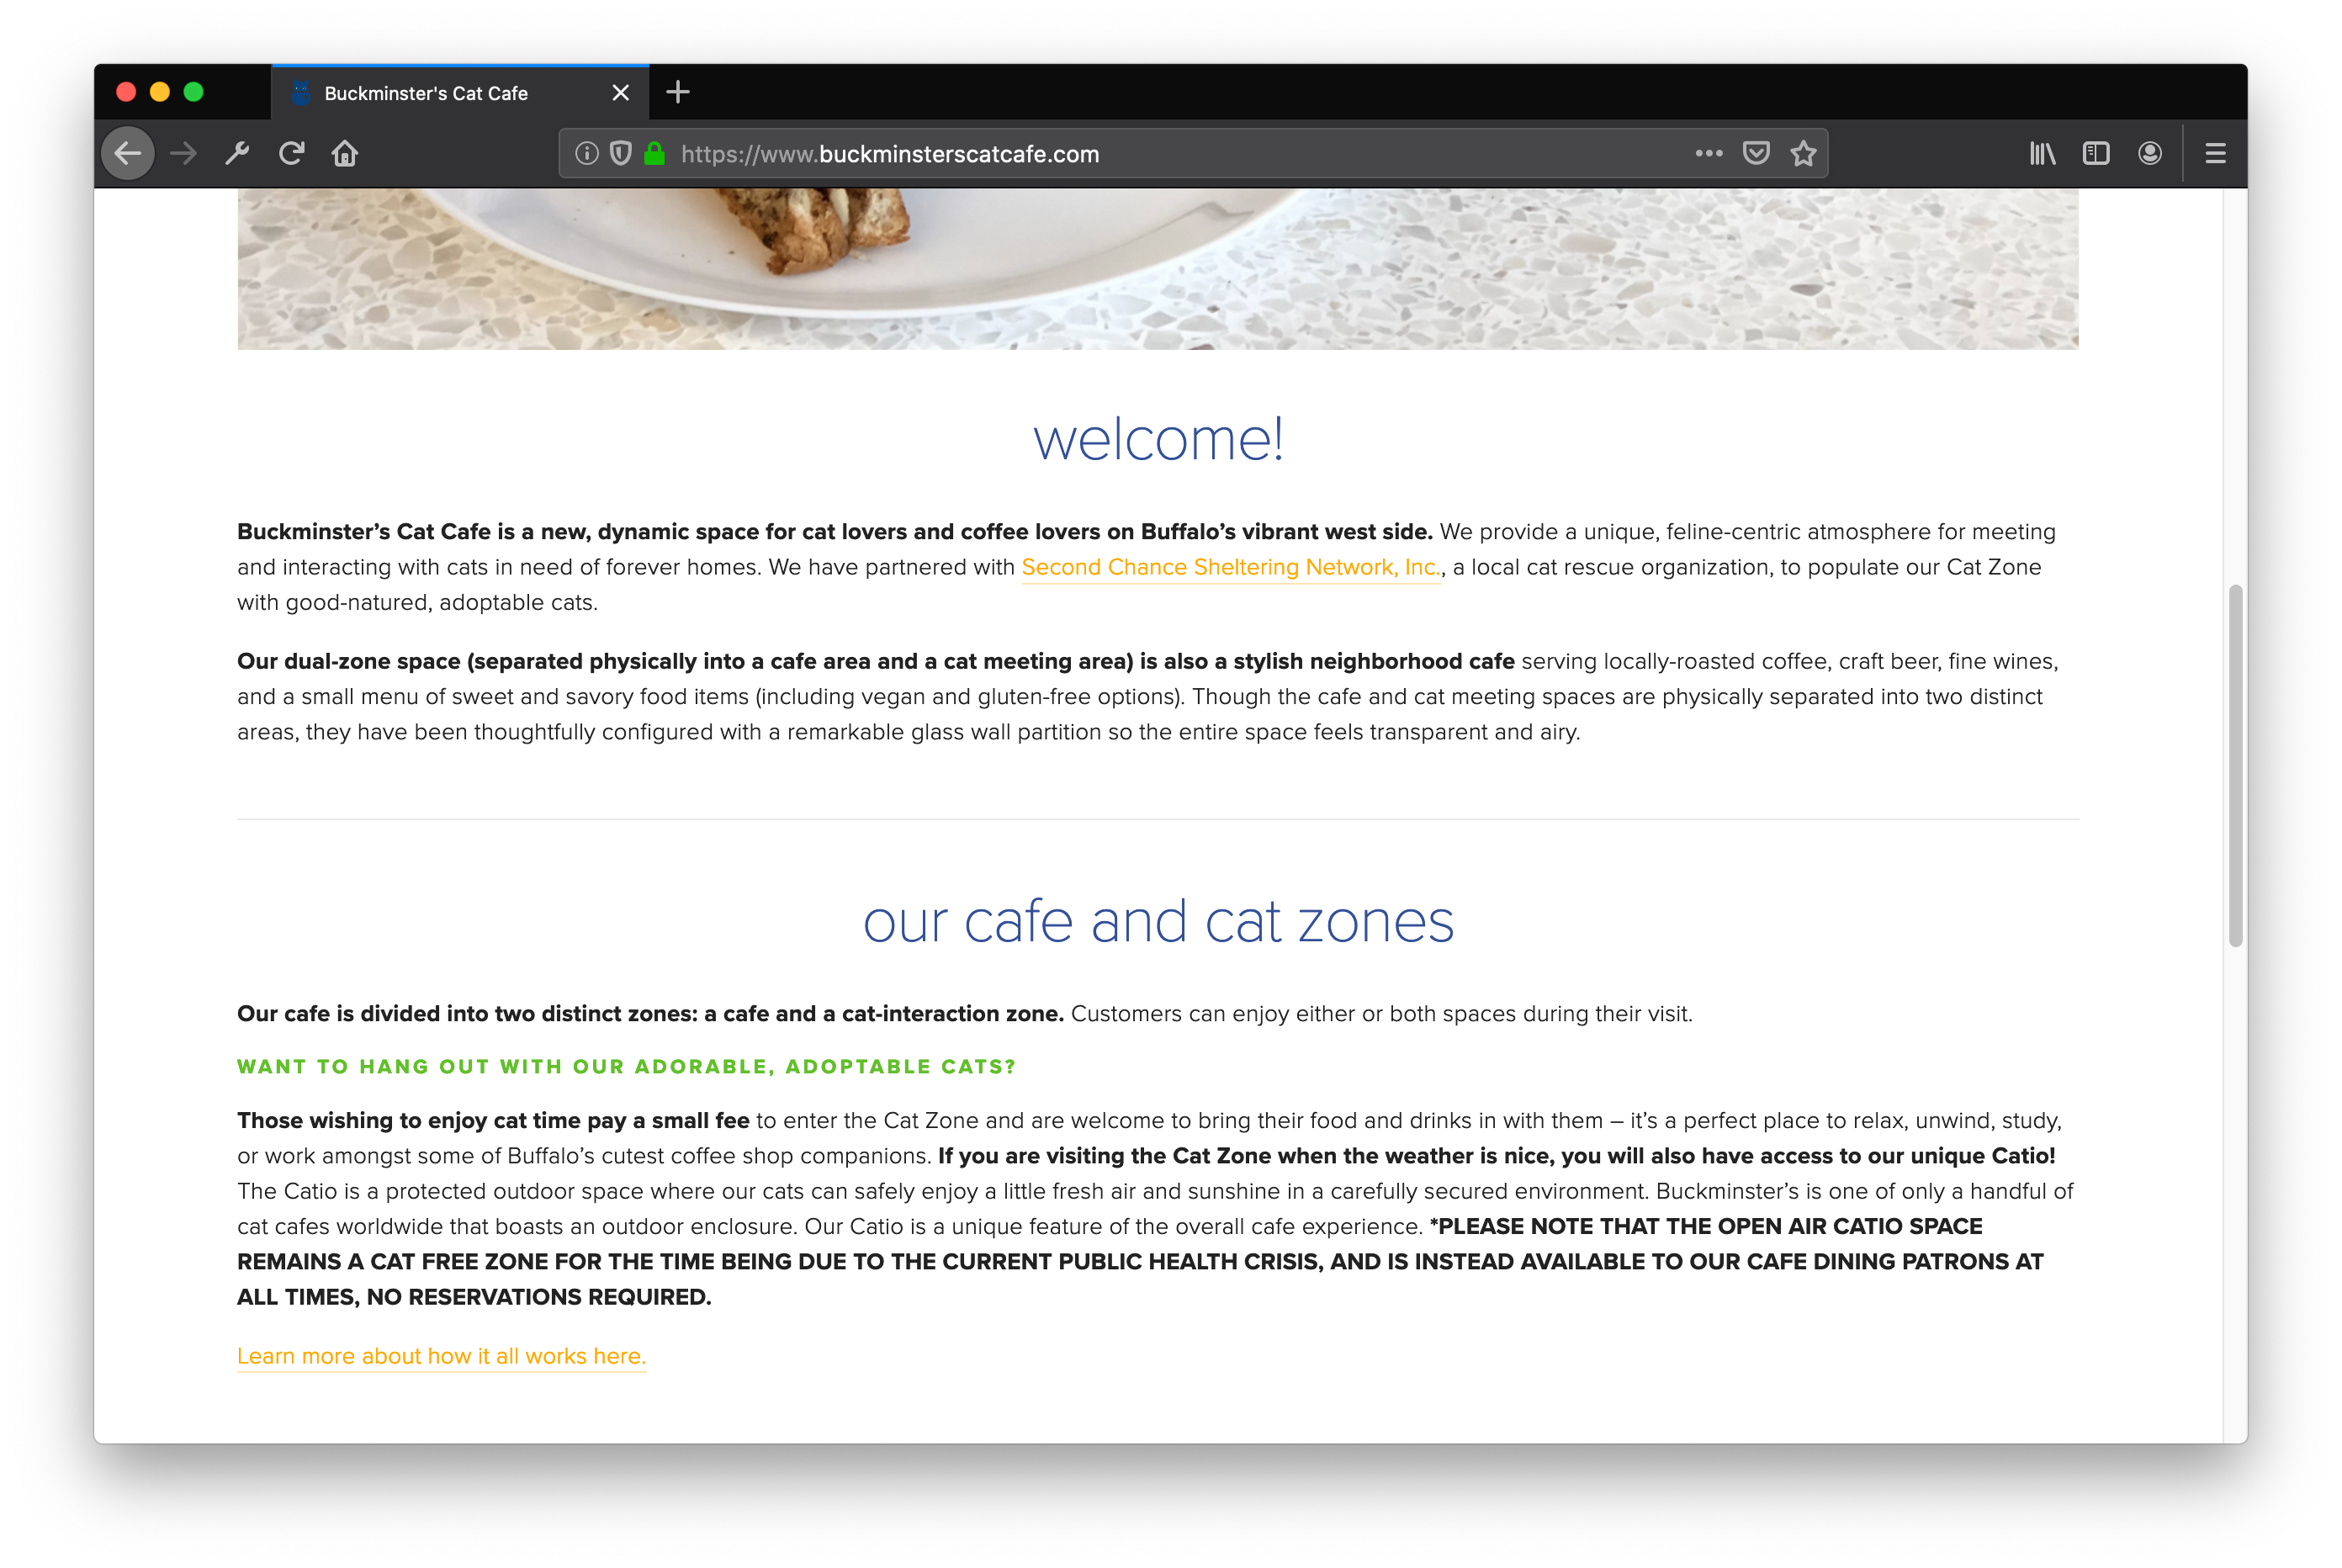 Buckminster's Cat Cafe
https://www.buckminsterscatcafe.com
welcome!
Buckminster’s Cat Cafe is a new, dynamic space for cat lovers and coffee lovers on Buffalo’s vibrant west side. We provide a unique, feline-centric atmosphere for meeting
and interacting with cats in need of forever homes. We have partnered with Second Chance Sheltering Network, Inc., a local cat rescue organization, to populate our Cat Zone
with good-natured, adoptable cats.
Our dual-zone space (separated physically into a cafe area and a cat meeting area) is also a stylish neighborhood cafe serving locally-roasted coffee, craft beer, fine wines,
and a small menu of sweet and savory food items (including vegan and gluten-free options). Though the cafe and cat meeting spaces are physically separated into two distinct
areas, they have been thoughtfully configured with a remarkable glass wall partition so the entire space feels transparent and airy.
our cafe and cat zones
Our cafe is divided into two distinct zones: a cafe and a cat-interaction zone. Customers can enjoy either or both spaces during their visit.
WANT TO HANG OUT WITH OUR ADORABLE, ADOPTABLE CATS?
Those wishing to enjoy cat time pay a small fee to enter the Cat Zone and are welcome to bring their food and drinks in with them – it’s a perfect place to relax, unwind, study,
or work amongst some of Buffalo’s cutest coffee shop companions. If you are visiting the Cat Zone when the weather is nice, you will also have access to our unique Catio!
The Catio is a protected outdoor space where our cats can safely enjoy a little fresh air and sunshine in a carefully secured environment. Buckminster’s is one of only a handful of
cat cafes worldwide that boasts an outdoor enclosure. Our Catio is a unique feature of the overall cafe experience. *PLEASE NOTE THAT THE OPEN AIR CATIO SPACE
REMAINS A CAT FREE ZONE FOR THE TIME BEING DUE TO THE CURRENT PUBLIC HEALTH CRISIS, AND IS INSTEAD AVAILABLE TO OUR CAFE DINING PATRONS AT
ALL TIMES, NO RESERVATIONS REQUIRED.
Learn more about how it all works here.